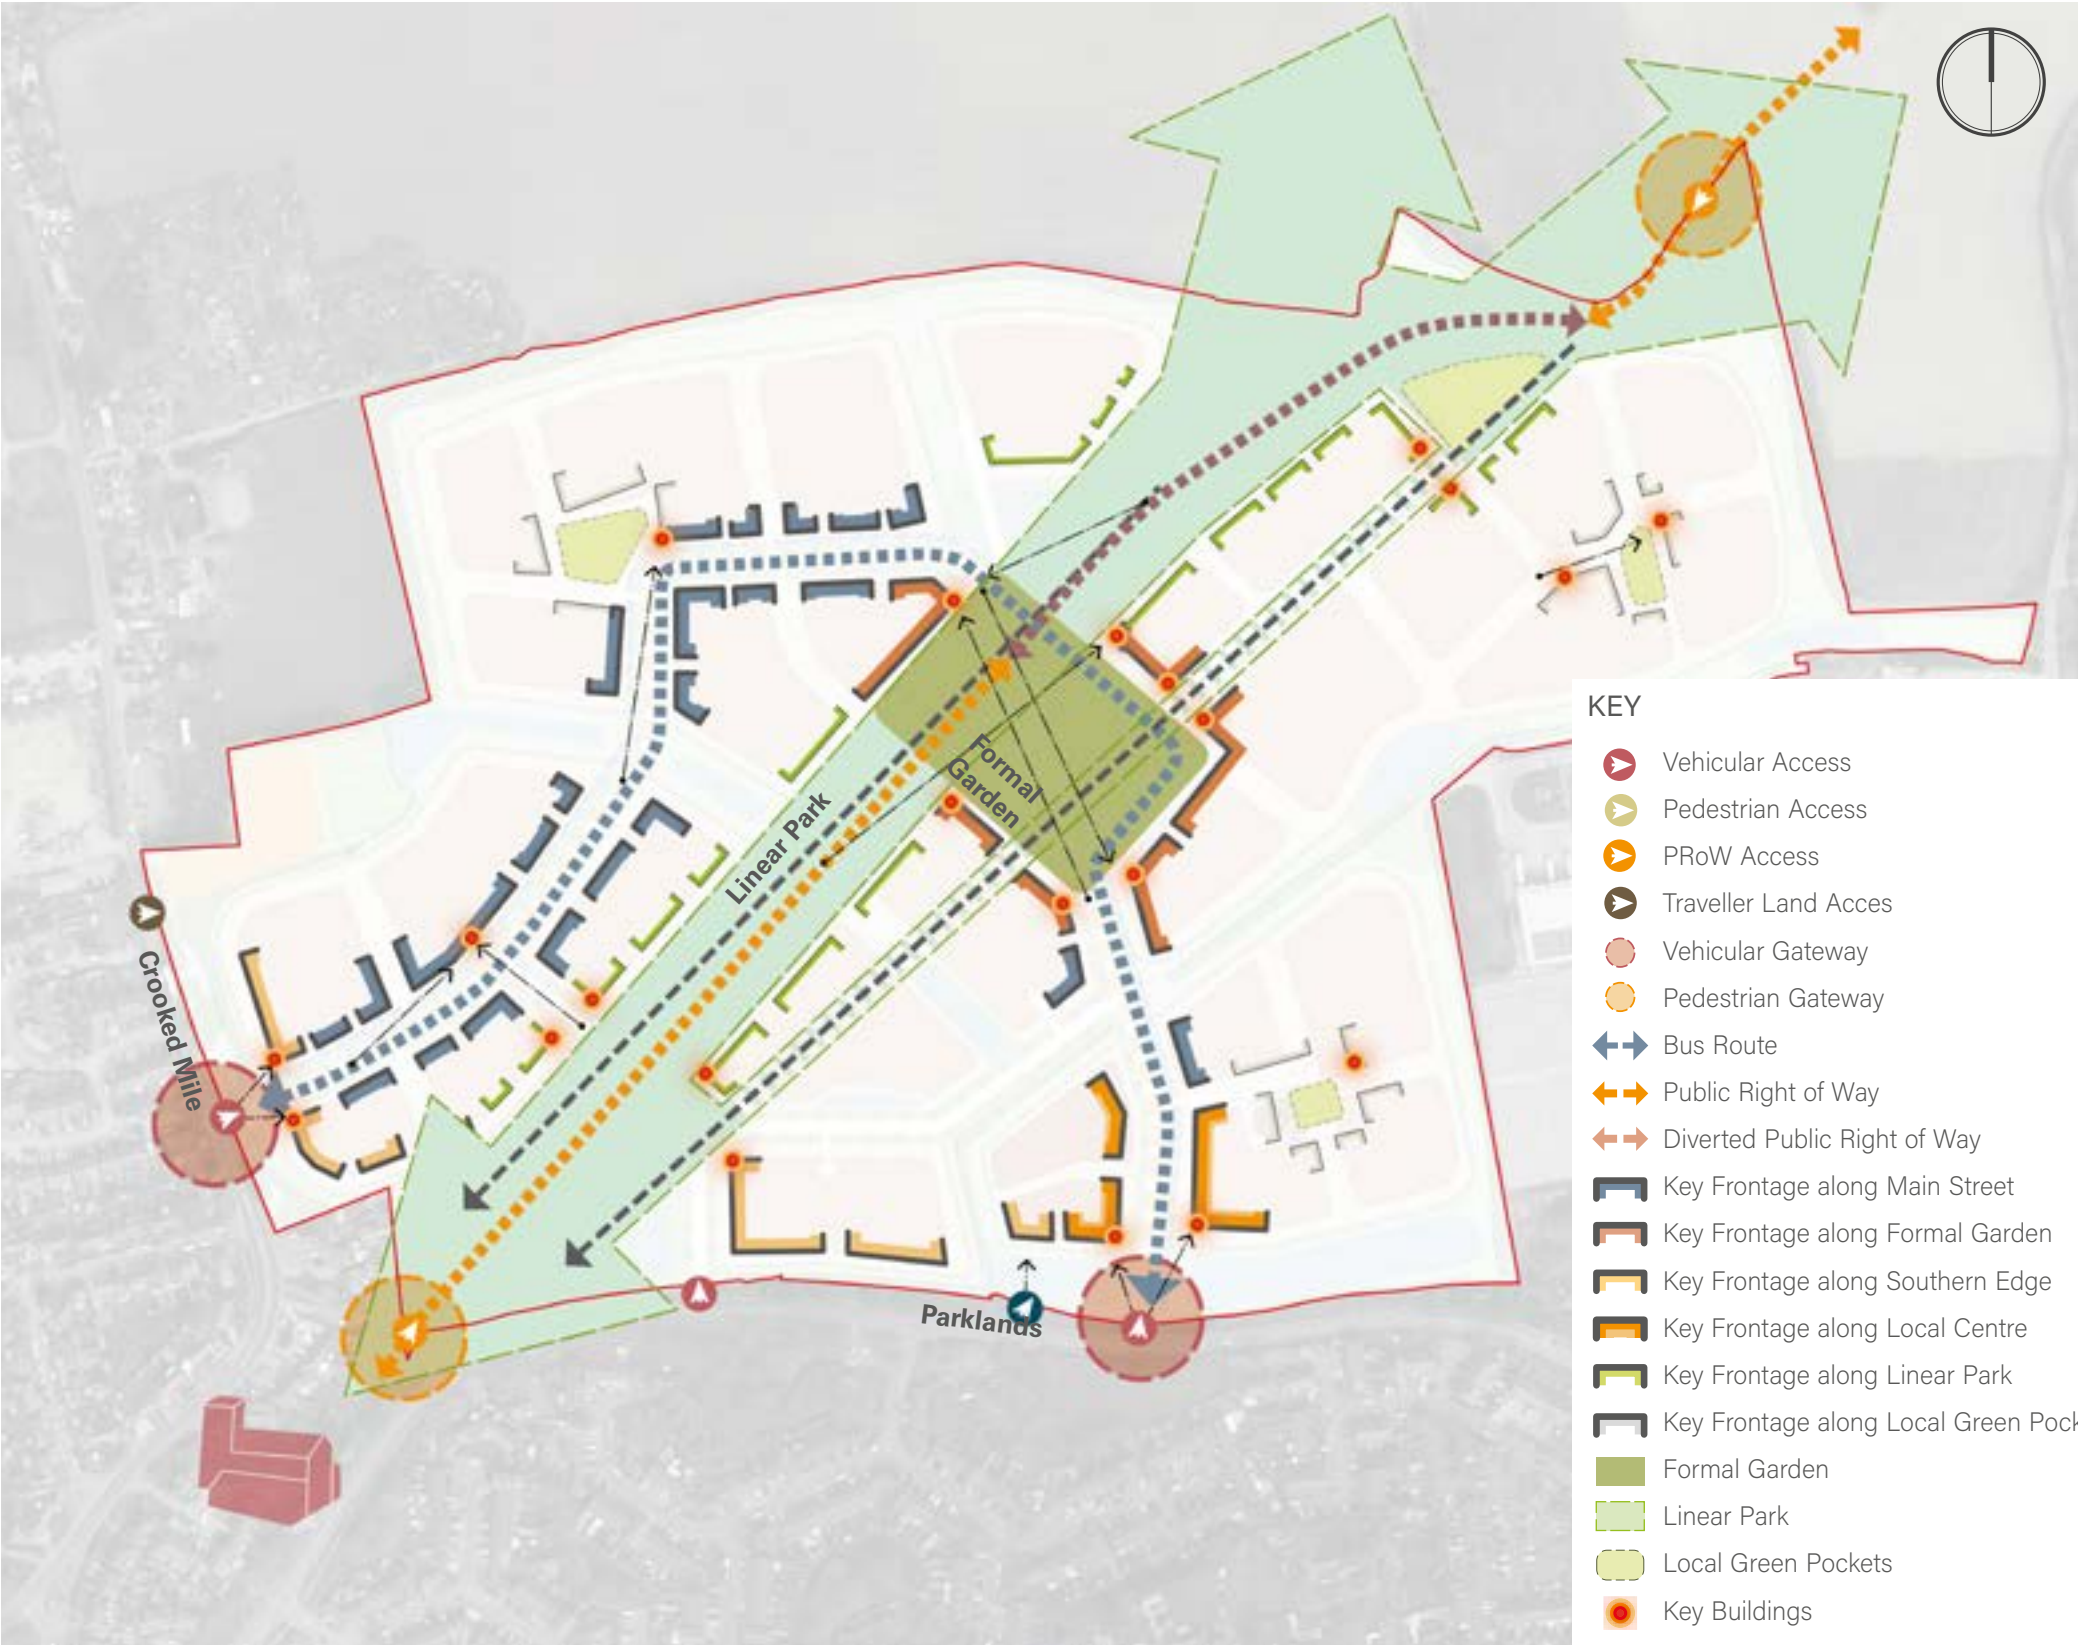 Formal
Garden
Linear Park
Crooked Mile
Parklands
KEY
Vehicular Access
Pedestrian Access
PRoW Access
Traveller Land Acces
Vehicular Gateway
Pedestrian Gateway
Bus Route
Public Right of Way
Diverted Public Right of Way
Key Frontage along Main Street
Key Frontage along Formal Garden
Key Frontage along Southern Edge
Key Frontage along Local Centre
Key Frontage along Linear Park
Key Frontage along Local Green Pock
Formal Garden
Linear Park
Local Green Pockets
Key Buildings